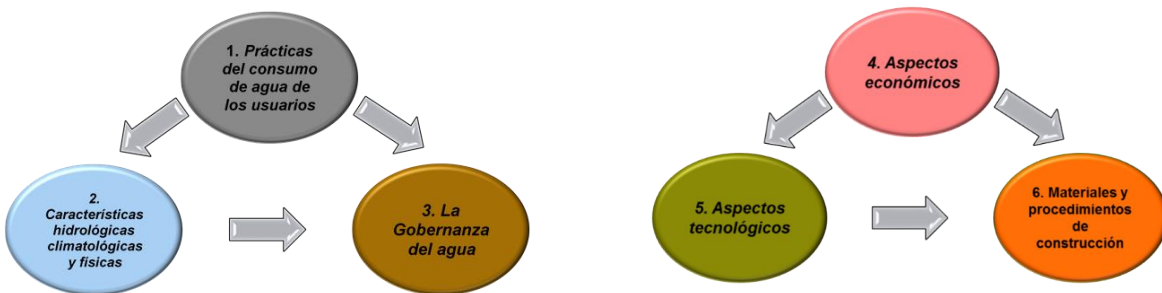 1. Prácticas
del consumo
de agua de
los usuarios
2.
Características
hidrológicas
climatológicas
y físicas
3. La
Gobernanza
del agua
4. Aspectos
económicos
5. Aspectos
tecnológicos
6. Materiales y
procedimientos
de
construcción